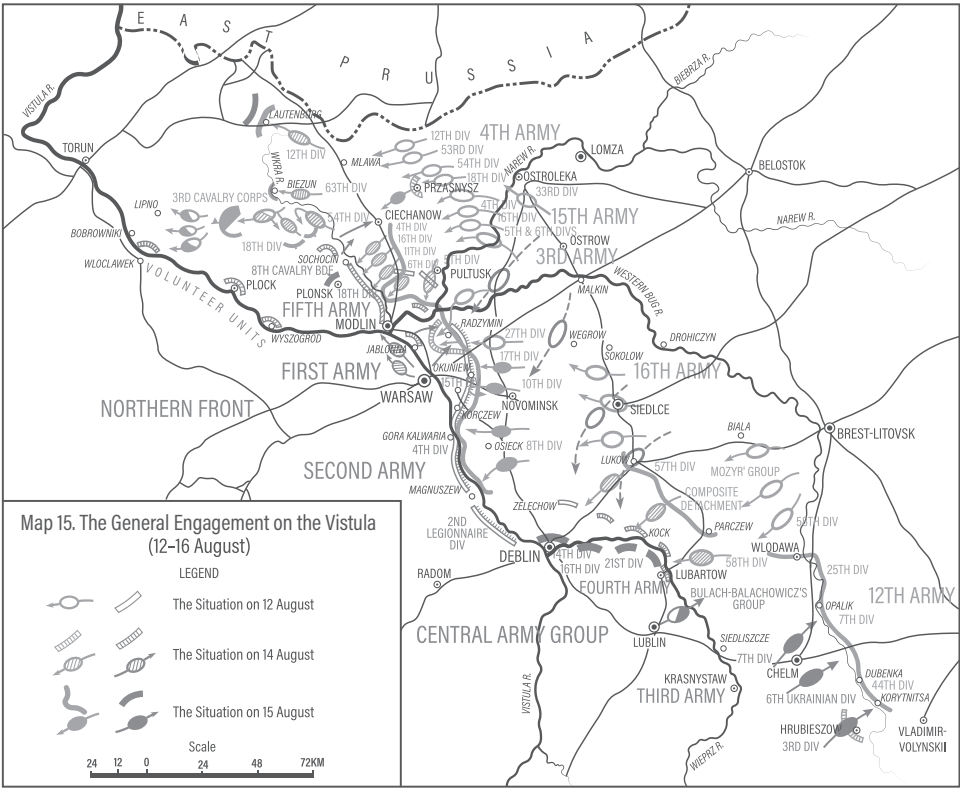 EAST
PRUSSIA
VISTULA R.
TORUN
LAUTENBURG
12TH DIV
WKRA R.
MLAWA
12TH DIV
53RD DIV
4TH ARMY
54TH DIV
18TH DIV
NAREW R.
LOMZA
BIEBRZA R.
BELOSTOK
BIEZUN
63TH DIV
PRZASNYSZ
OSTROLEKA
33RD DIV
3RD CAVALRY CORPS
LIPNO
54TH DIV
CIECHANOW
4TH DIV
16TH DIV
15TH ARMY
NAREW R.
BOBROWNIKI
18TH DIV
4TH DIV
16TH DIV
11TH DIV
6TH DIV
5TH & 6TH DIVS
OSTROW
3RD ARMY
WLOCLAWEK
SOCHOCIN
8TH CAVALRY BDE
PULTUSK
WESTERN BUG R.
VOLUNTEER UNITS
PLOCK
PLONSK
18TH DIV
MALKIN
FIFTH ARMY
MODLIN
WYSZOGROD
RADZYMIN
27TH DIV
WEGROW
DROHICZYN
JABLONNA
SOKOLOW
FIRST ARMY
OKUNIEW
17TH DIV
16TH ARMY
15TH
10TH DIV
WARSAW
NOVOMINSK
SIEDLCE
NORTHERN FRONT
KORCZEW
GORA KALWARIA
4TH DIV
OSIECK
8TH DIV
BIALA
BREST-LITOVSK
SECOND ARMY
LUKOW
57TH DIV
MOZYR' GROUP
MAGNUSZEW
COMPOSITE
DETACHMENT
ZELECHOW
2ND
LEGIONNAIRE
DIV
KOCK
PARCZEW
55TH DIV
WLODAWA
DEBLIN
14TH DIV
16TH DIV
21ST DIV
58TH DIV
25TH DIV
RADOM
FOURTH ARMY
LUBARTOW
BULACH-BALACHOWICZ'S
GROUP
12TH ARMY
OPALIK
7TH DIV
CENTRAL ARMY GROUP
LUBLIN
SIEDLISZCZE
7TH DIV
CHELM
DUBENKA
44TH DIV
KORYTNITSA
KRASNYSTAW
THIRD ARMY
6TH UKRAINIAN DIV
VISTULA R.
WIEPRZ R.
HRUBIESZOW
3RD DIV
VLADIMIR-
VOLYNSKII
Map 15. The General Engagement on the Vistula
(12–16 August)
LEGEND
The Situation on 12 August
The Situation on 14 August
The Situation on 15 August
Scale
24 12 0 24 48 72KM